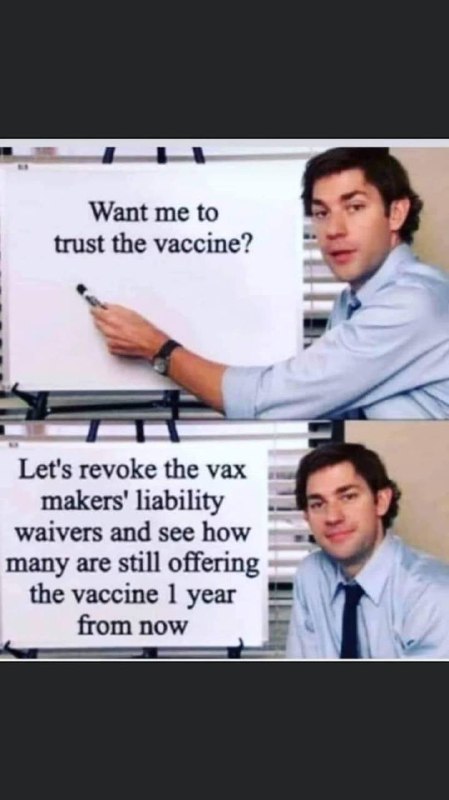 Want me to
trust the vaccine?
Let's revoke the vax
makers' liability
waivers and see how
many are still offering
the vaccine 1 year
from now